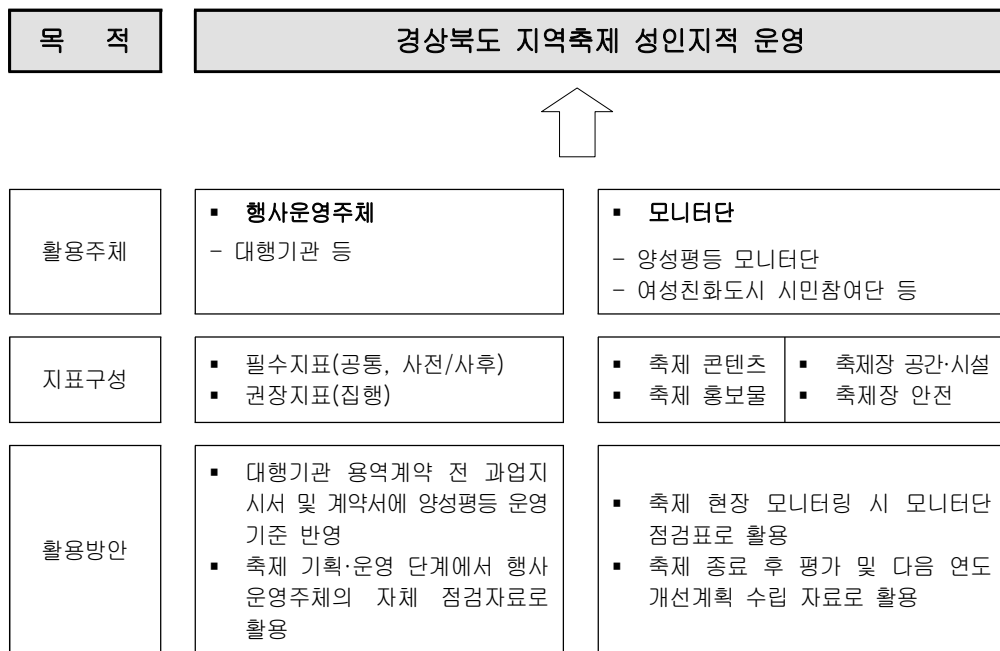 목 적
경상북도 지역축제 성인지적 운영
활용주체
▪ 행사운영주체
- 대행기관 등
▪ 모니터단
- 양성평등 모니터단
- 여성친화도시 시민참여단 등
지표구성
▪ 필수지표(공통, 사전/사후)
▪ 권장지표(집행)
▪ 축제 콘텐츠
▪ 축제 홍보물
▪ 축제장 공간·시설
▪ 축제장 안전
활용방안
▪ 대행기관 용역계약 전 과업지
시서 및 계약서에 양성평등 운영
기준 반영
▪ 축제 기획·운영 단계에서 행사
운영주체의 자체 점검자료로
활용
▪ 축제 현장 모니터링 시 모니터단
점검표로 활용
▪ 축제 종료 후 평가 및 다음 연도
개선계획 수립 자료로 활용